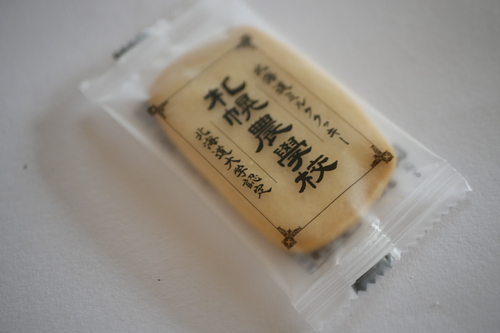 北海道ミルククッキー
札幌農學校
北海道大学認定